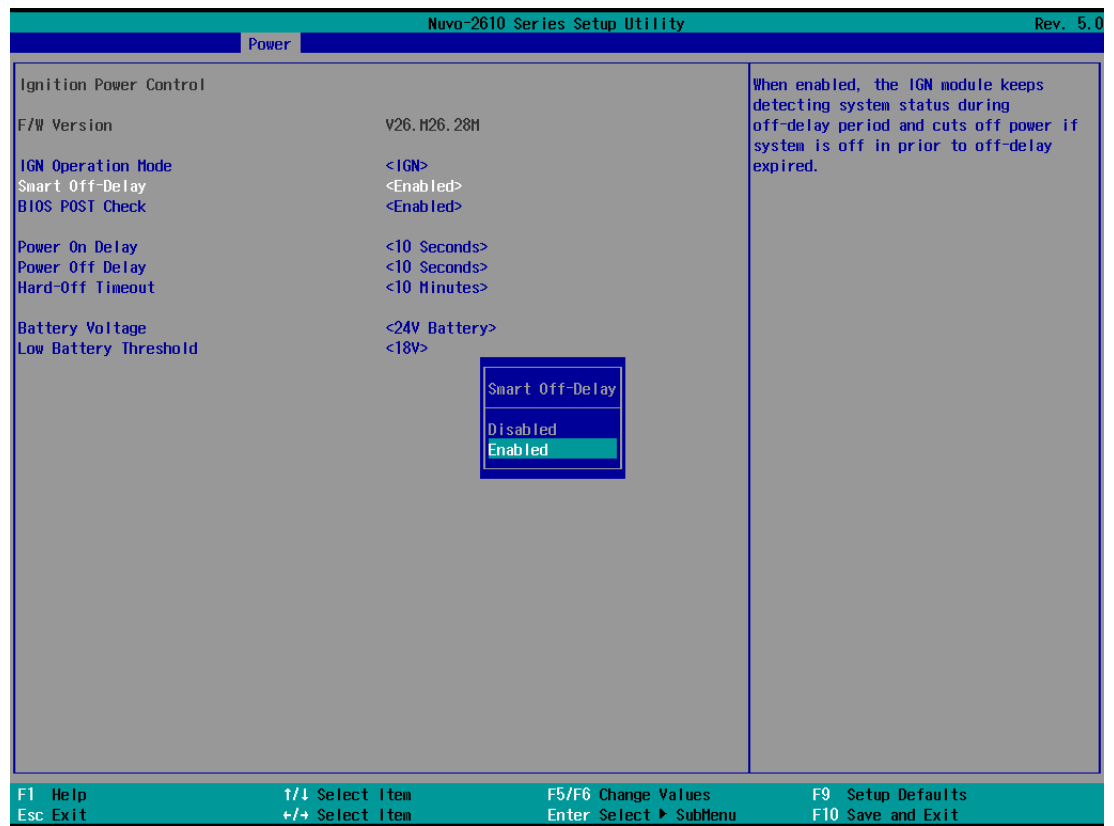 Nuvo-2610 Series Setup Utility Rev. 5.0
Power
Ignition Power Control
F/W Version V26.M26.28M
IGN Operation Mode <IGN>
Smart Off-Delay <Enabled>
BIOS POST Check <Enabled>
Power On Delay <10 Seconds>
Power Off Delay <10 Seconds>
Hard-Off Timeout <10 Minutes>
Battery Voltage <24V Battery>
Low Battery Threshold <18V>
When enabled, the IGN module keeps
detecting system status during
off-delay period and cuts off power if
system is off in prior to off-delay
expired.
Smart Off-Delay
Disabled
Enabled
F1 Help ↑/↓ Select Item F5/F6 Change Values F9 Setup Defaults
Esc Exit ←/→ Select Item Enter Select ▶ SubMenu F10 Save and Exit